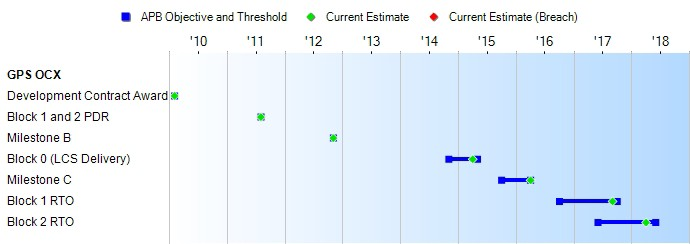 APB Objective and Threshold Current Estimate Current Estimate (Breach)
'10 '11 '12 '13 '14 '15 '16 '17 '18
GPS OCX
Development Contract Award
Block 1 and 2 PDR
Milestone B
Block 0 (LCS Delivery)
Milestone C
Block 1 RTO
Block 2 RTO